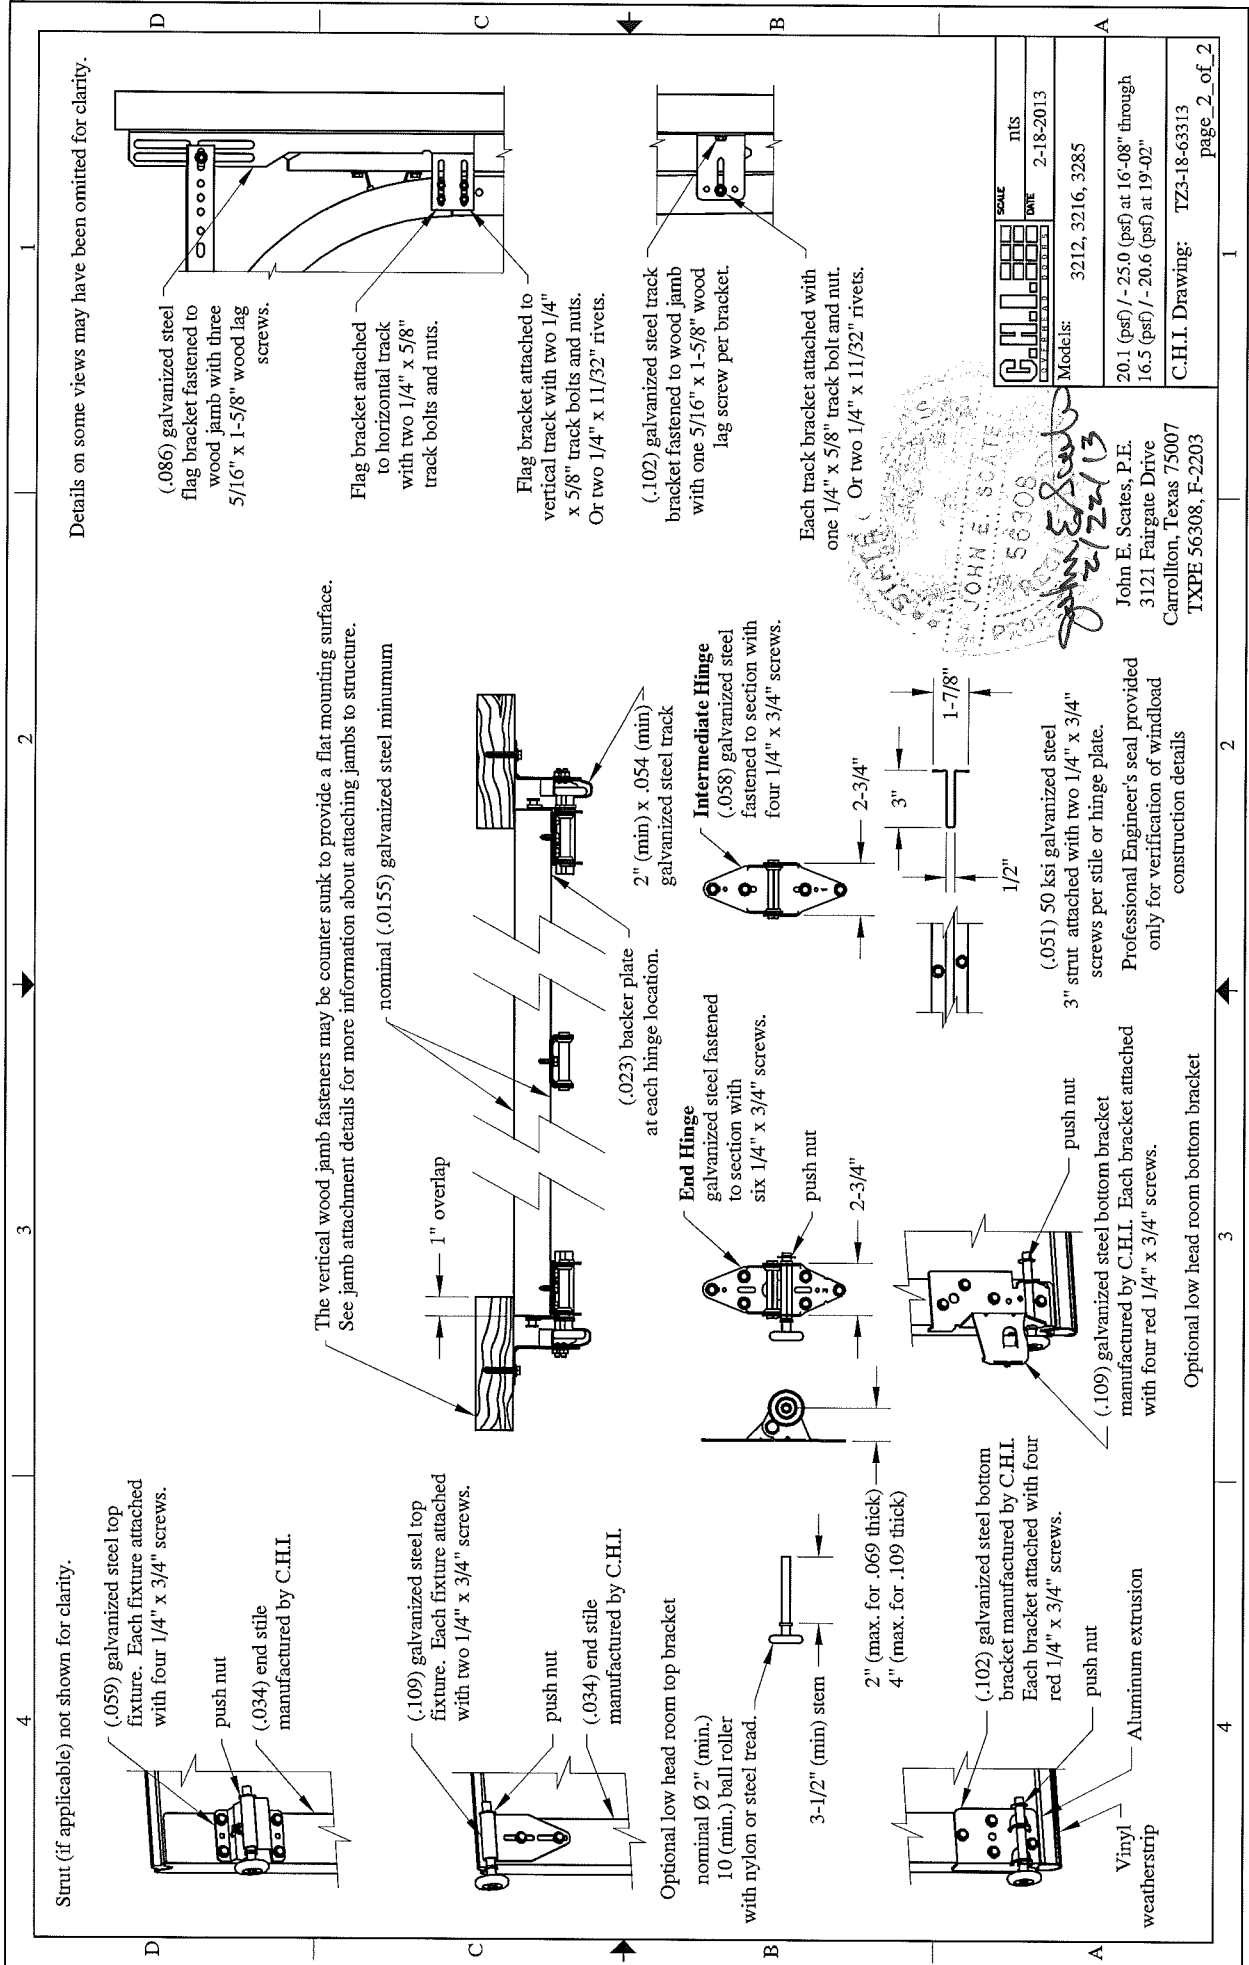 Details on some views may have been omitted for clarity.
Strut (if applicable) not shown for clarity.
4
3
2
1
D
C
B
A
(.059) galvanized steel top
fixture. Each fixture attached
with four 1/4" x 3/4" screws.
push nut
(.034) end stile
manufactured by C.H.I.
(.109) galvanized steel top
fixture. Each fixture attached
with two 1/4" x 3/4" screws.
push nut
(.034) end stile
manufactured by C.H.I.
Optional low head room top bracket
nominal Ø 2" (min.)
10 (min.) ball roller
with nylon or steel tread.
3-1/2" (min) stem
2" (max. for .069 thick)
4" (max. for .109 thick)
(.102) galvanized steel bottom
bracket manufactured by C.H.I.
Each bracket attached with four
red 1/4" x 3/4" screws.
push nut
Aluminum extrusion
Vinyl
weatherstrip
The vertical wood jamb fasteners may be counter sunk to provide a flat mounting surface.
See jamb attachment details for more information about attaching jambs to structure.
1" overlap
nominal (.0155) galvanized steel minumum
(.023) backer plate
at each hinge location.
2" (min) x .054 (min)
galvanized steel track
End Hinge
galvanized steel fastened
to section with
six 1/4" x 3/4" screws.
push nut
2-3/4"
Intermediate Hinge
(.058) galvanized steel
fastened to section with
four 1/4" x 3/4" screws.
2-3/4"
3"
1-7/8"
1/2"
(.051) 50 ksi galvanized steel
3" strut attached with two 1/4" x 3/4"
screws per stile or hinge plate.
push nut
(.109) galvanized steel bottom bracket
manufactured by C.H.I. Each bracket attached
with four red 1/4" x 3/4" screws.
Optional low head room bottom bracket
Professional Engineer's seal provided
only for verification of windload
construction details
(.086) galvanized steel
flag bracket fastened to
wood jamb with three
5/16" x 1-5/8" wood lag
screws.
Flag bracket attached
to horizontal track
with two 1/4" x 5/8"
track bolts and nuts.
Flag bracket attached to
vertical track with two 1/4"
x 5/8" track bolts and nuts.
Or two 1/4" x 11/32" rivets.
(.102) galvanized steel track
bracket fastened to wood jamb
with one 5/16" x 1-5/8" wood
lag screw per bracket.
Each track bracket attached with
one 1/4" x 5/8" track bolt and nut.
Or two 1/4" x 11/32" rivets.
STATE
JOHN E. SCATE
56308
John E Scates
2/22/13
John E. Scates, P.E.
3121 Fairgate Drive
Carrollton, Texas 75007
TXPE 56308, F-2203
C.H.I.
OVERHEAD DOORS
SCALE
nts
DATE
2-18-2013
Models:
3212, 3216, 3285
20.1 (psf) / - 25.0 (psf) at 16'-08" through
16.5 (psf) / - 20.6 (psf) at 19'-02"
C.H.I. Drawing: TZ3-18-63313
page_2_of_2
4
3
2
1
D
C
B
A